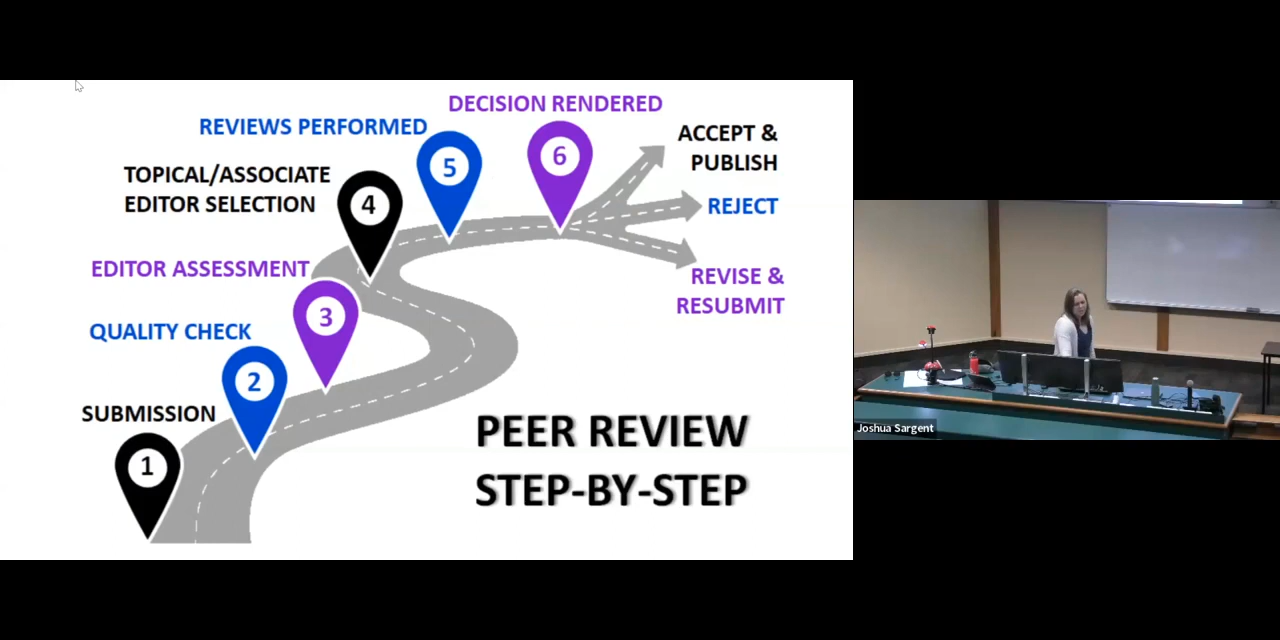 DECISION RENDERED
REVIEWS PERFORMED
ACCEPT &
PUBLISH
TOPICAL/ASSOCIATE
EDITOR SELECTION
REJECT
EDITOR ASSESSMENT
REVISE &
RESUBMIT
QUALITY CHECK
SUBMISSION
6
5
4
3
2
1
PEER REVIEW
STEP-BY-STEP
Joshua Sargent